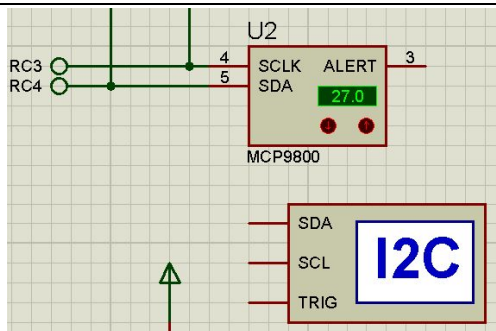 U2
RC3 4 SCLK ALERT 3
RC4 5 SDA
27.0
MCP9800
SDA
SCL I2C
TRIG